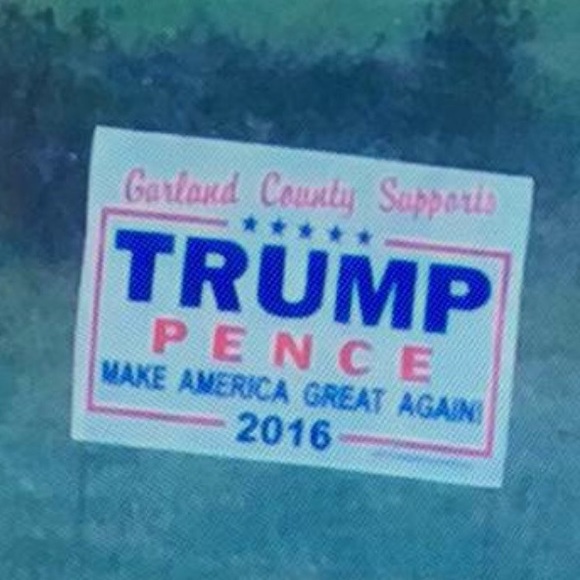 Garland County Supports
TRUMP
PENCE
MAKE AMERICA GREAT AGAIN!
2016